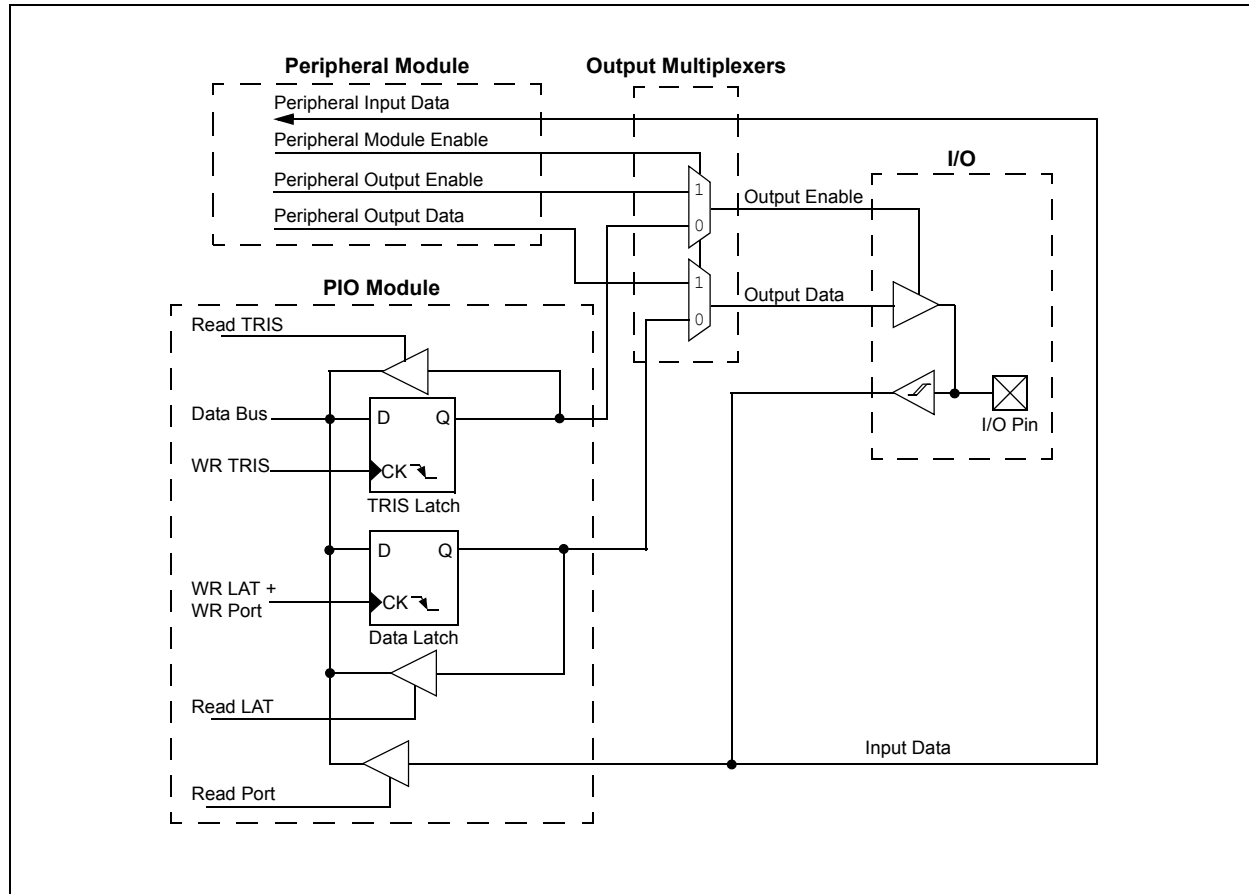 Peripheral Module
Output Multiplexers
Peripheral Input Data
Peripheral Module Enable
Peripheral Output Enable
Peripheral Output Data
1
0
1
0
Output Enable
Output Data
I/O
I/O Pin
PIO Module
Read TRIS
Data Bus
WR TRIS
D Q
CK
TRIS Latch
D Q
WR LAT +
WR Port
CK
Data Latch
Read LAT
Read Port
Input Data